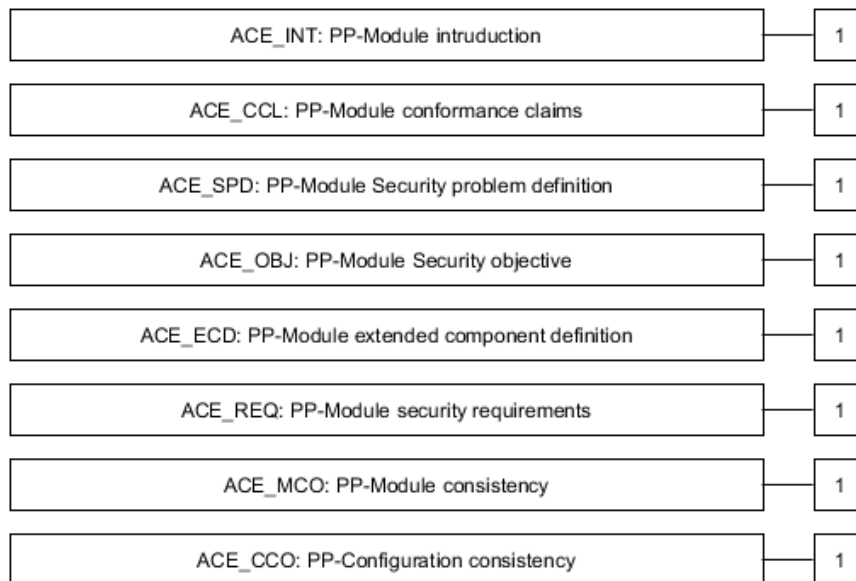 ACE_INT: PP-Module intruduction 1
ACE_CCL: PP-Module conformance claims 1
ACE_SPD: PP-Module Security problem definition 1
ACE_OBJ: PP-Module Security objective 1
ACE_ECD: PP-Module extended component definition 1
ACE_REQ: PP-Module security requirements 1
ACE_MCO: PP-Module consistency 1
ACE_CCO: PP-Configuration consistency 1